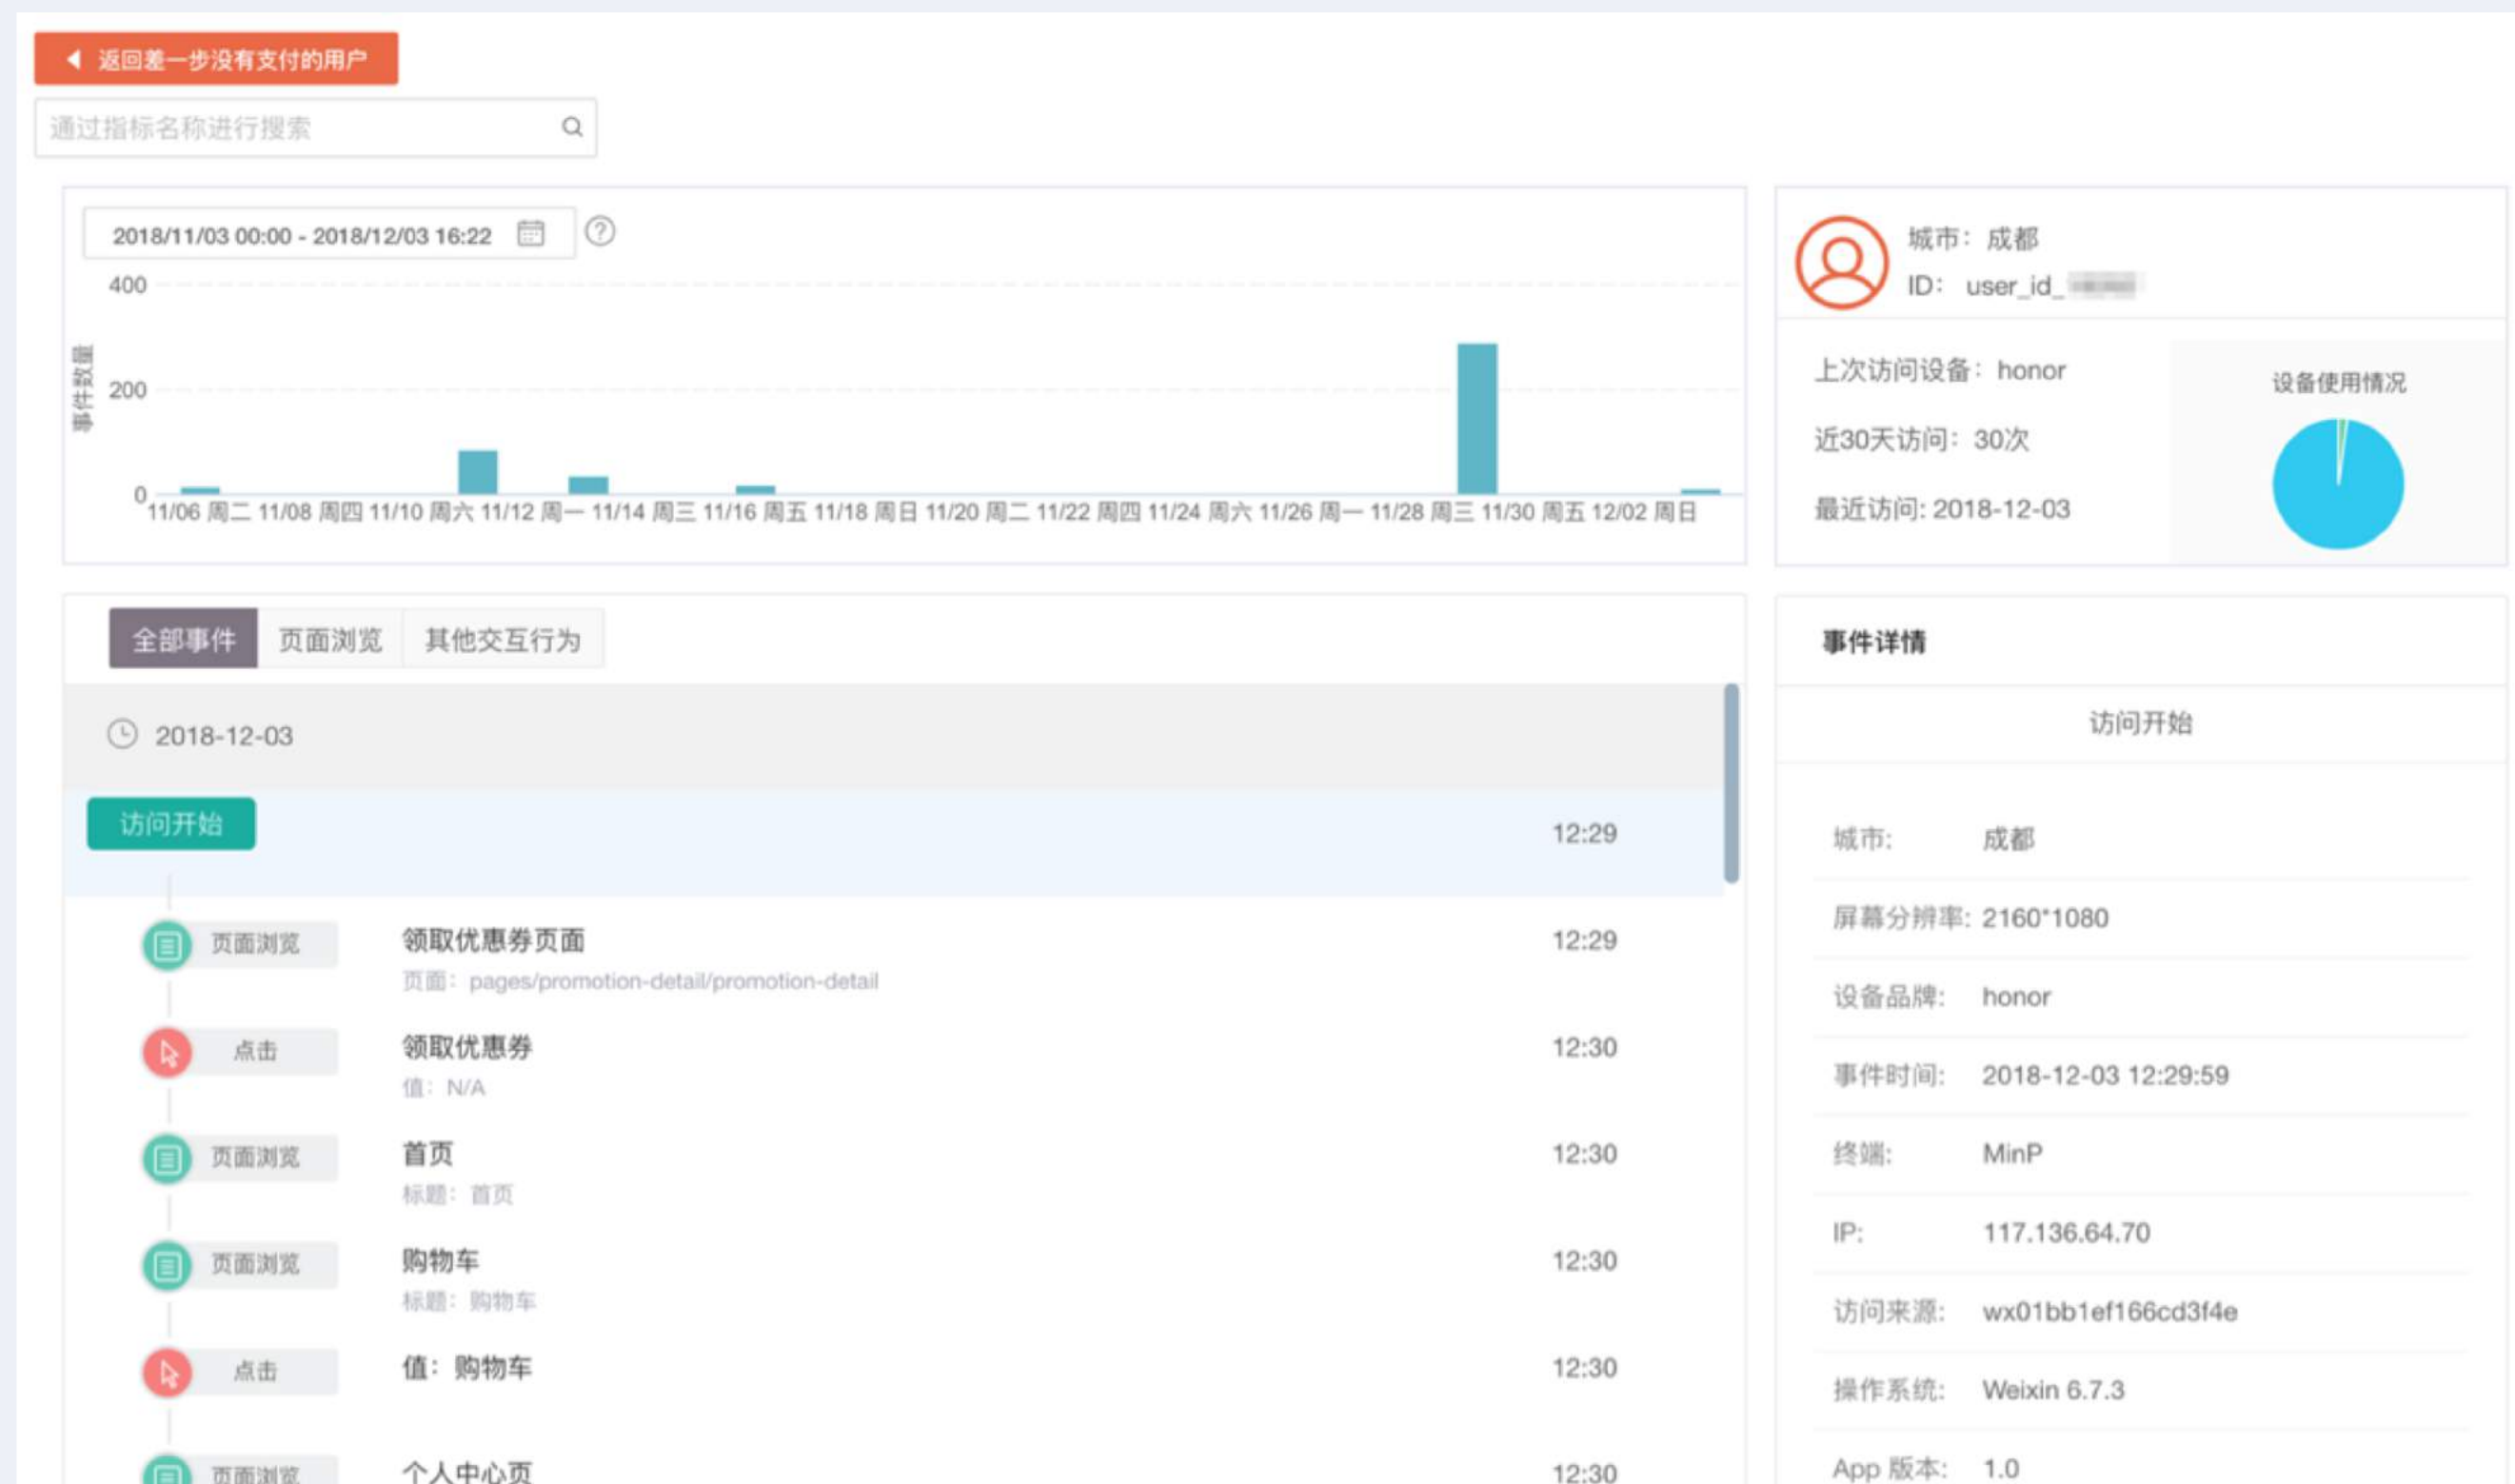 返回差一步没有支付的用户
通过指标名称进行搜索
2018/11/03 00:00 - 2018/12/03 16:22
400
200
0
事件数量
11/06 周二 11/08 周四 11/10 周六 11/12 周一 11/14 周三 11/16 周五 11/18 周日 11/20 周二 11/22 周四 11/24 周六 11/26 周一 11/28 周三 11/30 周五 12/02 周日
城市：成都
ID： user_id_
上次访问设备：honor
近30天访问：30次
最近访问: 2018-12-03
设备使用情况
全部事件 页面浏览 其他交互行为
2018-12-03
访问开始 12:29
页面浏览 领取优惠券页面 12:29
页面：pages/promotion-detail/promotion-detail
点击 领取优惠券 12:30
值：N/A
页面浏览 首页 12:30
标题：首页
页面浏览 购物车 12:30
标题：购物车
点击 值：购物车 12:30
页面浏览 个人中心页 12:30
事件详情
访问开始
城市: 成都
屏幕分辨率: 2160*1080
设备品牌: honor
事件时间: 2018-12-03 12:29:59
终端: MinP
IP: 117.136.64.70
访问来源: wx01bb1ef166cd3f4e
操作系统: Weixin 6.7.3
App 版本: 1.0